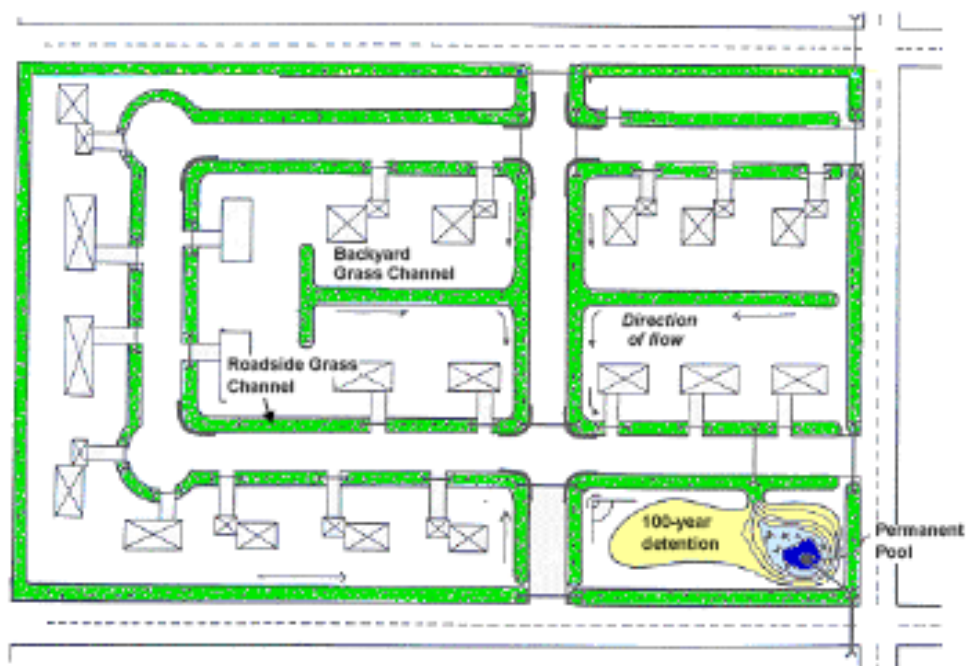 Backyard
Grass Channel
Direction
of flow
Roadside Grass
Channel
100-year
detention
Permanent
Pool